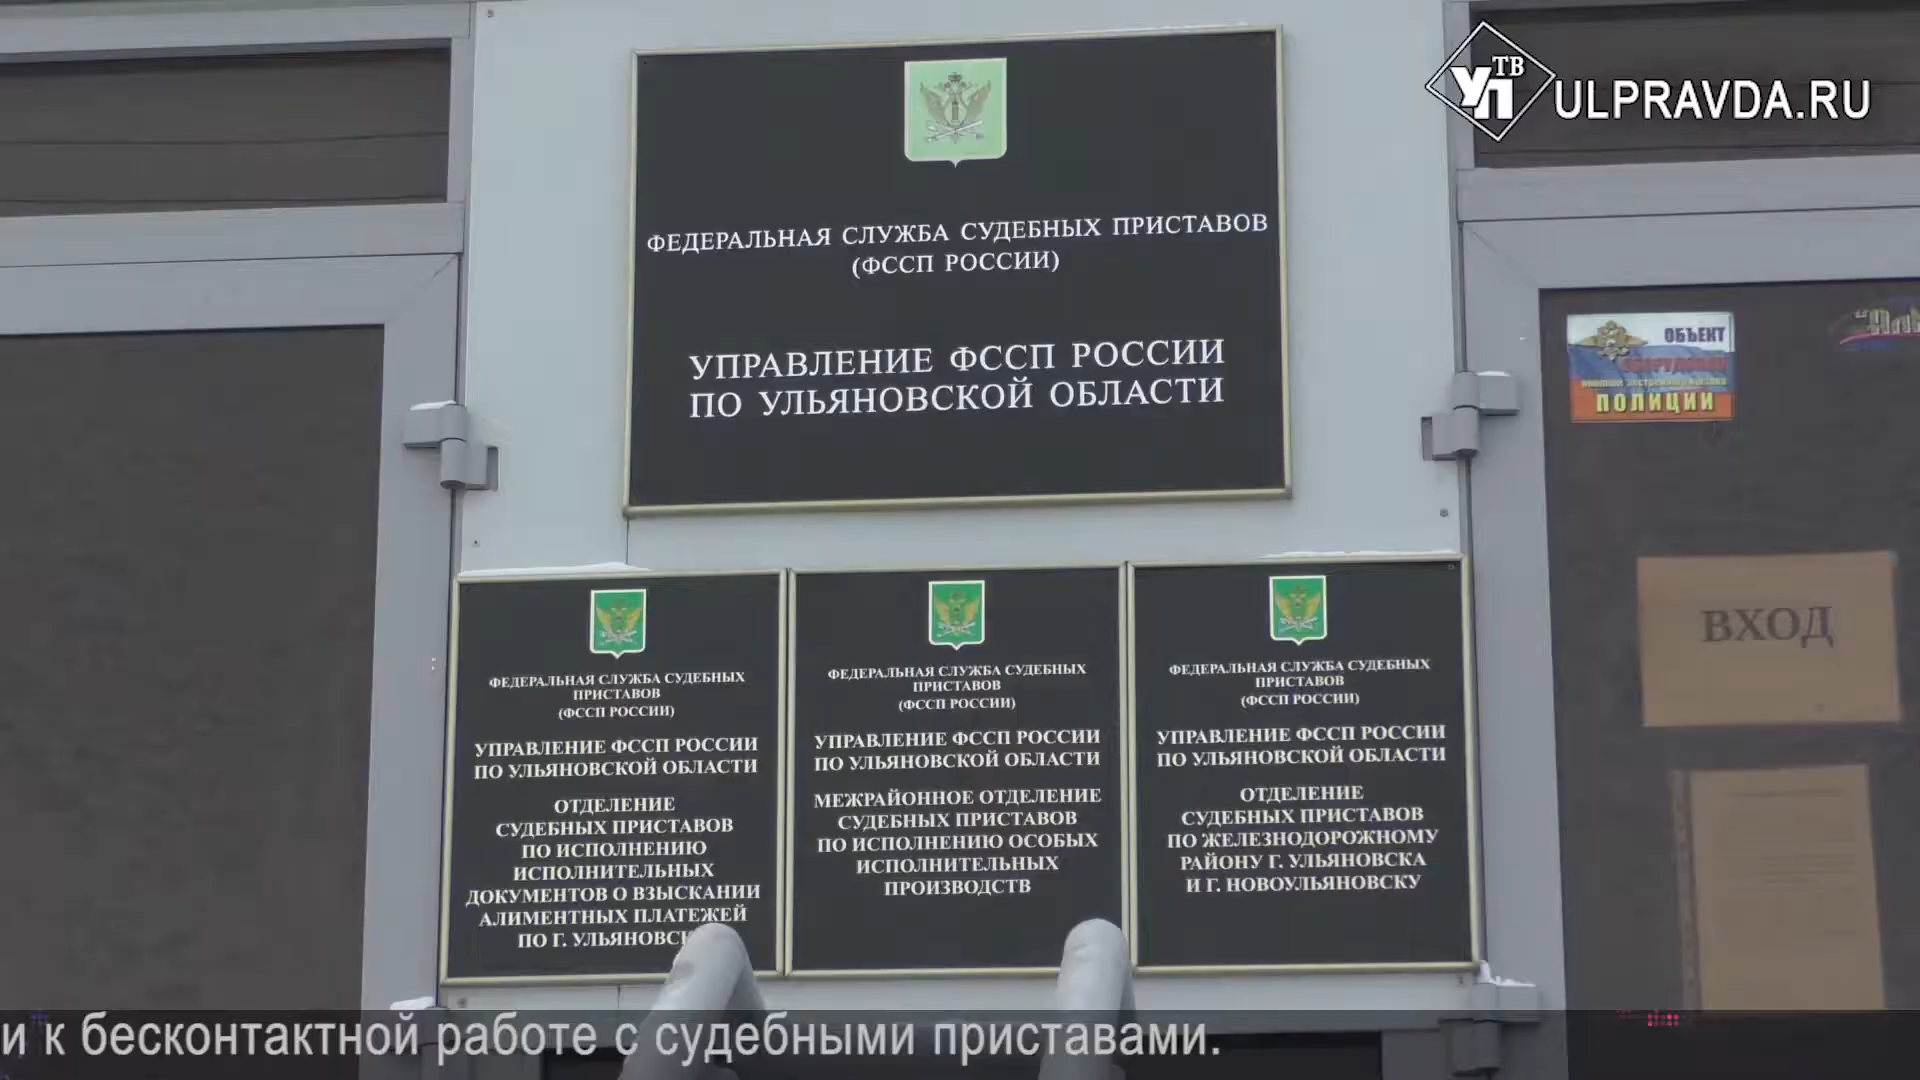 УП ТВ
ULPRAVDA.RU
ФЕДЕРАЛЬНАЯ СЛУЖБА СУДЕБНЫХ ПРИСТАВОВ
(ФССП РОССИИ)
УПРАВЛЕНИЕ ФССП РОССИИ
ПО УЛЬЯНОВСКОЙ ОБЛАСТИ
ОБЪЕКТ
ПОЛИЦИИ
ВХОД
ФЕДЕРАЛЬНАЯ СЛУЖБА СУДЕБНЫХ
ПРИСТАВОВ
(ФССП РОССИИ)
УПРАВЛЕНИЕ ФССП РОССИИ
ПО УЛЬЯНОВСКОЙ ОБЛАСТИ
ОТДЕЛЕНИЕ
СУДЕБНЫХ ПРИСТАВОВ
ПО ИСПОЛНЕНИЮ
ИСПОЛНИТЕЛЬНЫХ
ДОКУМЕНТОВ О ВЗЫСКАНИИ
АЛИМЕНТНЫХ ПЛАТЕЖЕЙ
ПО Г. УЛЬЯНОВСК
ФЕДЕРАЛЬНАЯ СЛУЖБА СУДЕБНЫХ
ПРИСТАВОВ
(ФССП РОССИИ)
УПРАВЛЕНИЕ ФССП РОССИИ
ПО УЛЬЯНОВСКОЙ ОБЛАСТИ
МЕЖРАЙОННОЕ ОТДЕЛЕНИЕ
СУДЕБНЫХ ПРИСТАВОВ
ПО ИСПОЛНЕНИЮ ОСОБЫХ
ИСПОЛНИТЕЛЬНЫХ
ПРОИЗВОДСТВ
ФЕДЕРАЛЬНАЯ СЛУЖБА СУДЕБНЫХ
ПРИСТАВОВ
(ФССП РОССИИ)
УПРАВЛЕНИЕ ФССП РОССИИ
ПО УЛЬЯНОВСКОЙ ОБЛАСТИ
ОТДЕЛЕНИЕ
СУДЕБНЫХ ПРИСТАВОВ
ПО ЖЕЛЕЗНОДОРОЖНОМУ
РАЙОНУ Г. УЛЬЯНОВСКА
И Г. НОВОУЛЬЯНОВСКУ
и к бесконтактной работе с судебными приставами.